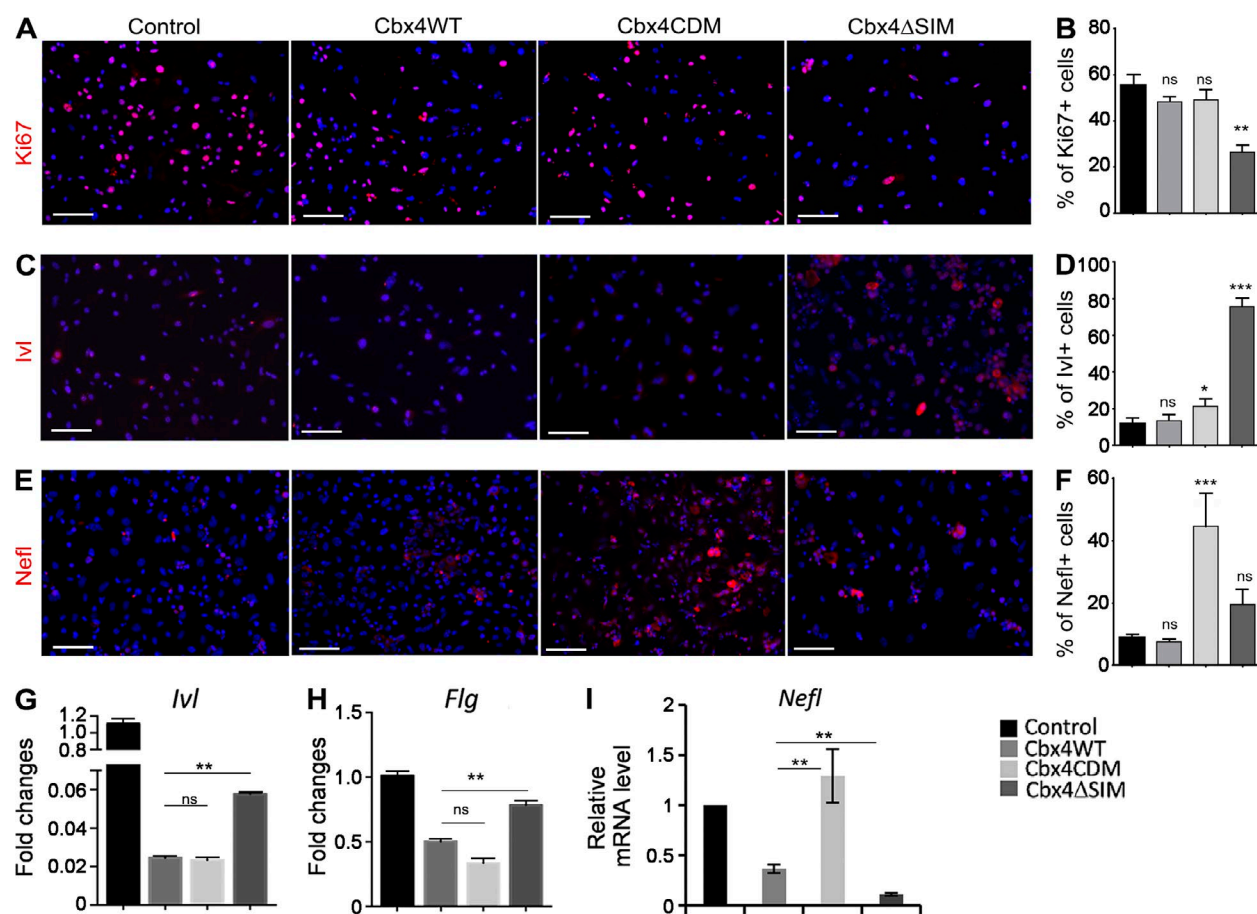 A Control Cbx4WT Cbx4CDM Cbx4ΔSIM B
Ki67
% of Ki67+ cells
80
60
40
20
0
ns
ns
**
C
Ivl
D
% of Ivl+ cells
100
80
60
40
20
0
ns
*
***
E
Nefl
F
% of Nefl+ cells
60
40
20
0
ns
***
ns
G Ivl
Fold changes
1.2
1.0
0.8
0.06
0.04
0.02
0
**
ns
H Flg
Fold changes
1.5
1.0
0.5
0
**
ns
I Nefl
Relative
mRNA level
2
1.5
1
0.5
0
**
**
Control
Cbx4WT
Cbx4CDM
Cbx4ΔSIM